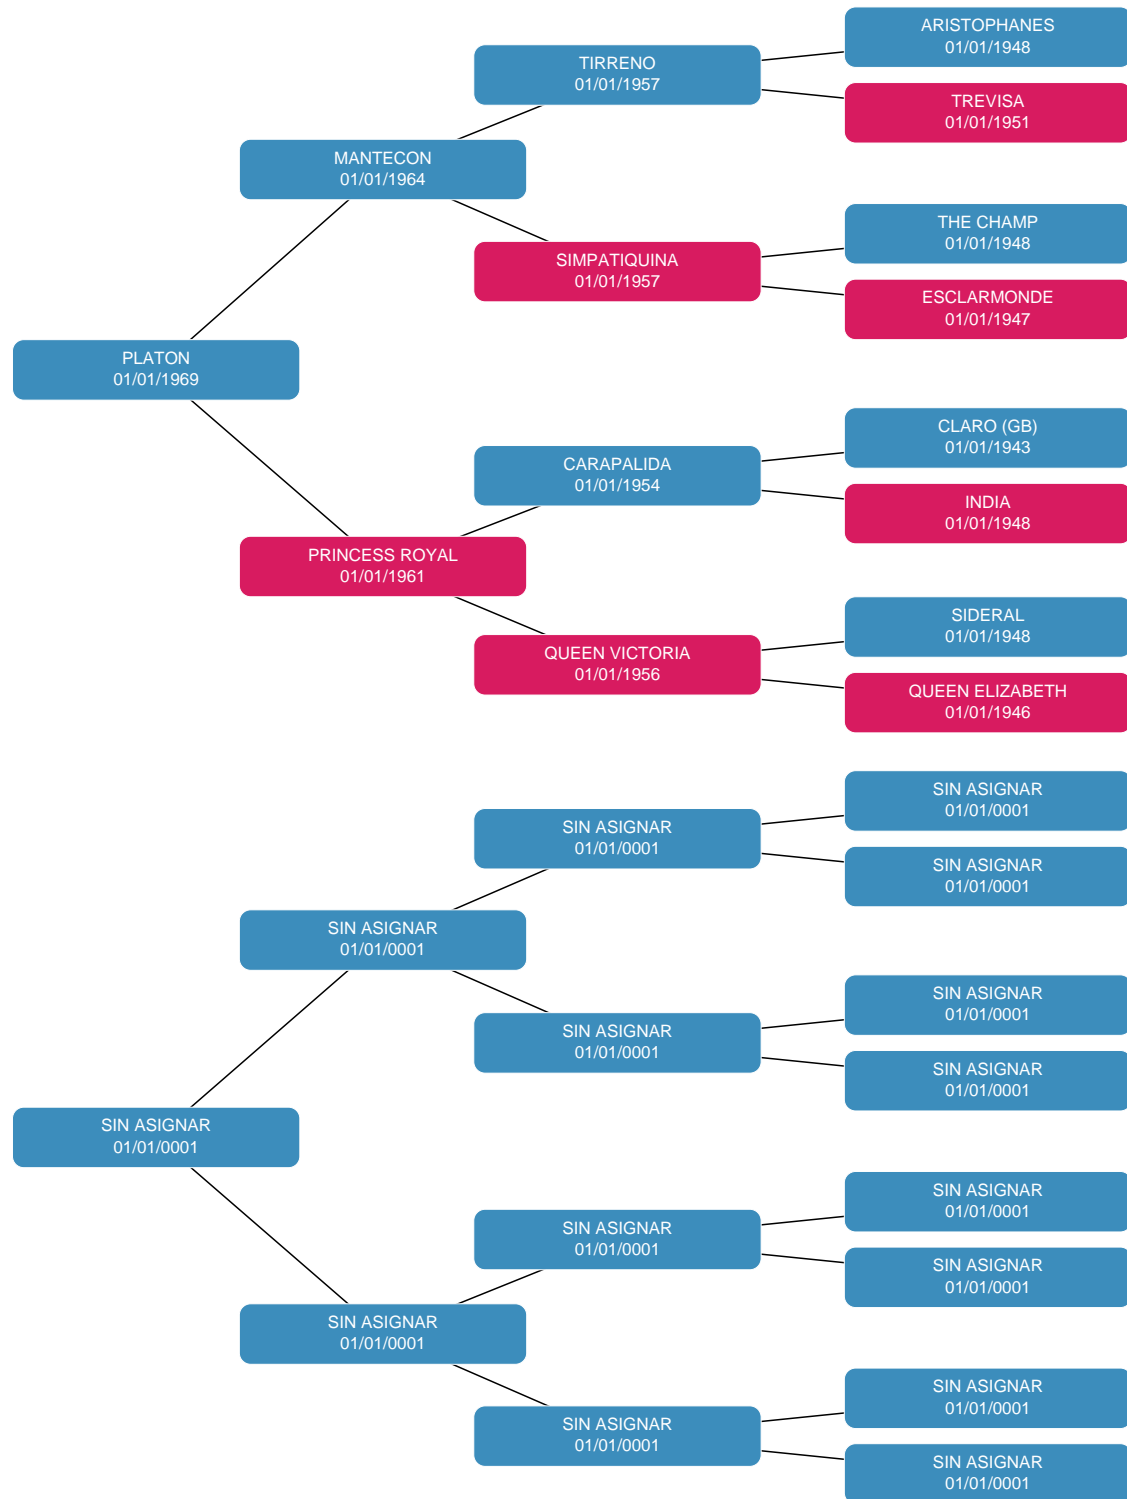 ARISTOPHANES
01/01/1948
TIRRENO
01/01/1957
TREVISA
01/01/1951
MANTECON
01/01/1964
THE CHAMP
01/01/1948
SIMPATIQUINA
01/01/1957
ESCLARMONDE
01/01/1947
PLATON
01/01/1969
CLARO (GB)
01/01/1943
CARAPALIDA
01/01/1954
INDIA
01/01/1948
PRINCESS ROYAL
01/01/1961
SIDERAL
01/01/1948
QUEEN VICTORIA
01/01/1956
QUEEN ELIZABETH
01/01/1946
SIN ASIGNAR
01/01/0001
SIN ASIGNAR
01/01/0001
SIN ASIGNAR
01/01/0001
SIN ASIGNAR
01/01/0001
SIN ASIGNAR
01/01/0001
SIN ASIGNAR
01/01/0001
SIN ASIGNAR
01/01/0001
SIN ASIGNAR
01/01/0001
SIN ASIGNAR
01/01/0001
SIN ASIGNAR
01/01/0001
SIN ASIGNAR
01/01/0001
SIN ASIGNAR
01/01/0001
SIN ASIGNAR
01/01/0001
SIN ASIGNAR
01/01/0001
SIN ASIGNAR
01/01/0001